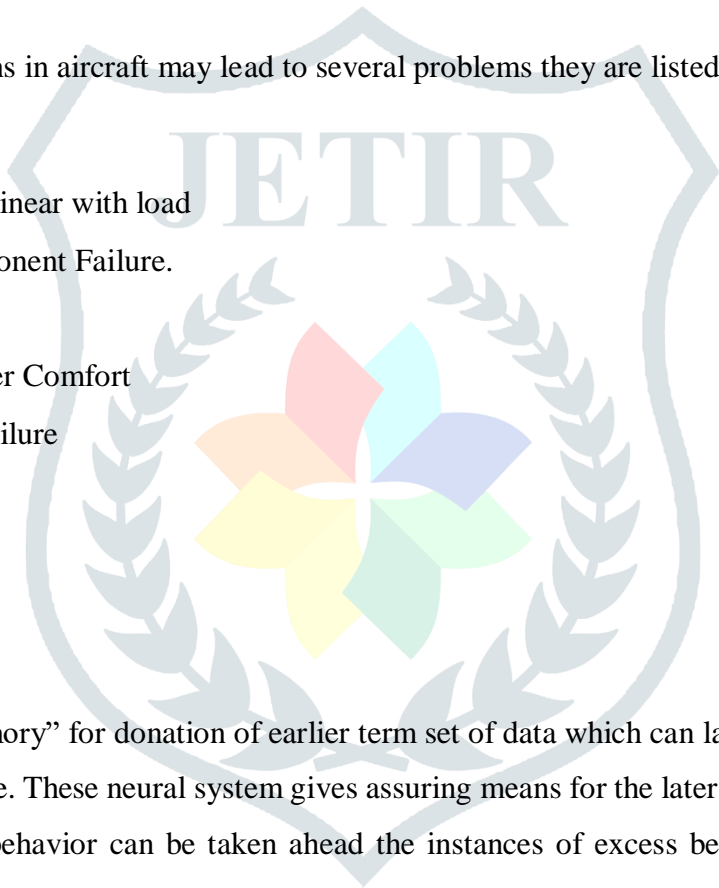 ns in aircraft may lead to several problems they are listed
JETIR
inear with load
onent Failure.
er Comfort
ilure
nory” for donation of earlier term set of data which can la
e. These neural system gives assuring means for the later
behavior can be taken ahead the instances of excess be